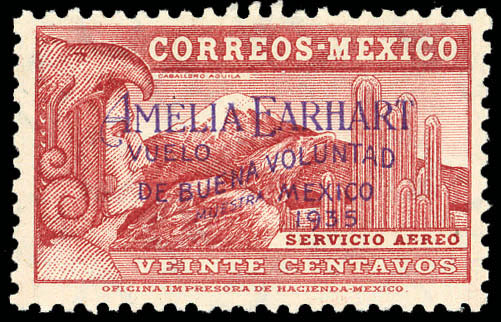 CORREOS-MEXICO
CABALLERO AGUILA
AMELIA EARHART
VUELO
DE BUENA VOLUNTAD
MUESTRA MEXICO
1935
SERVICIO AEREO
VEINTE CENTAVOS
OFICINA IMPRESORA DE HACIENDA-MEXICO.